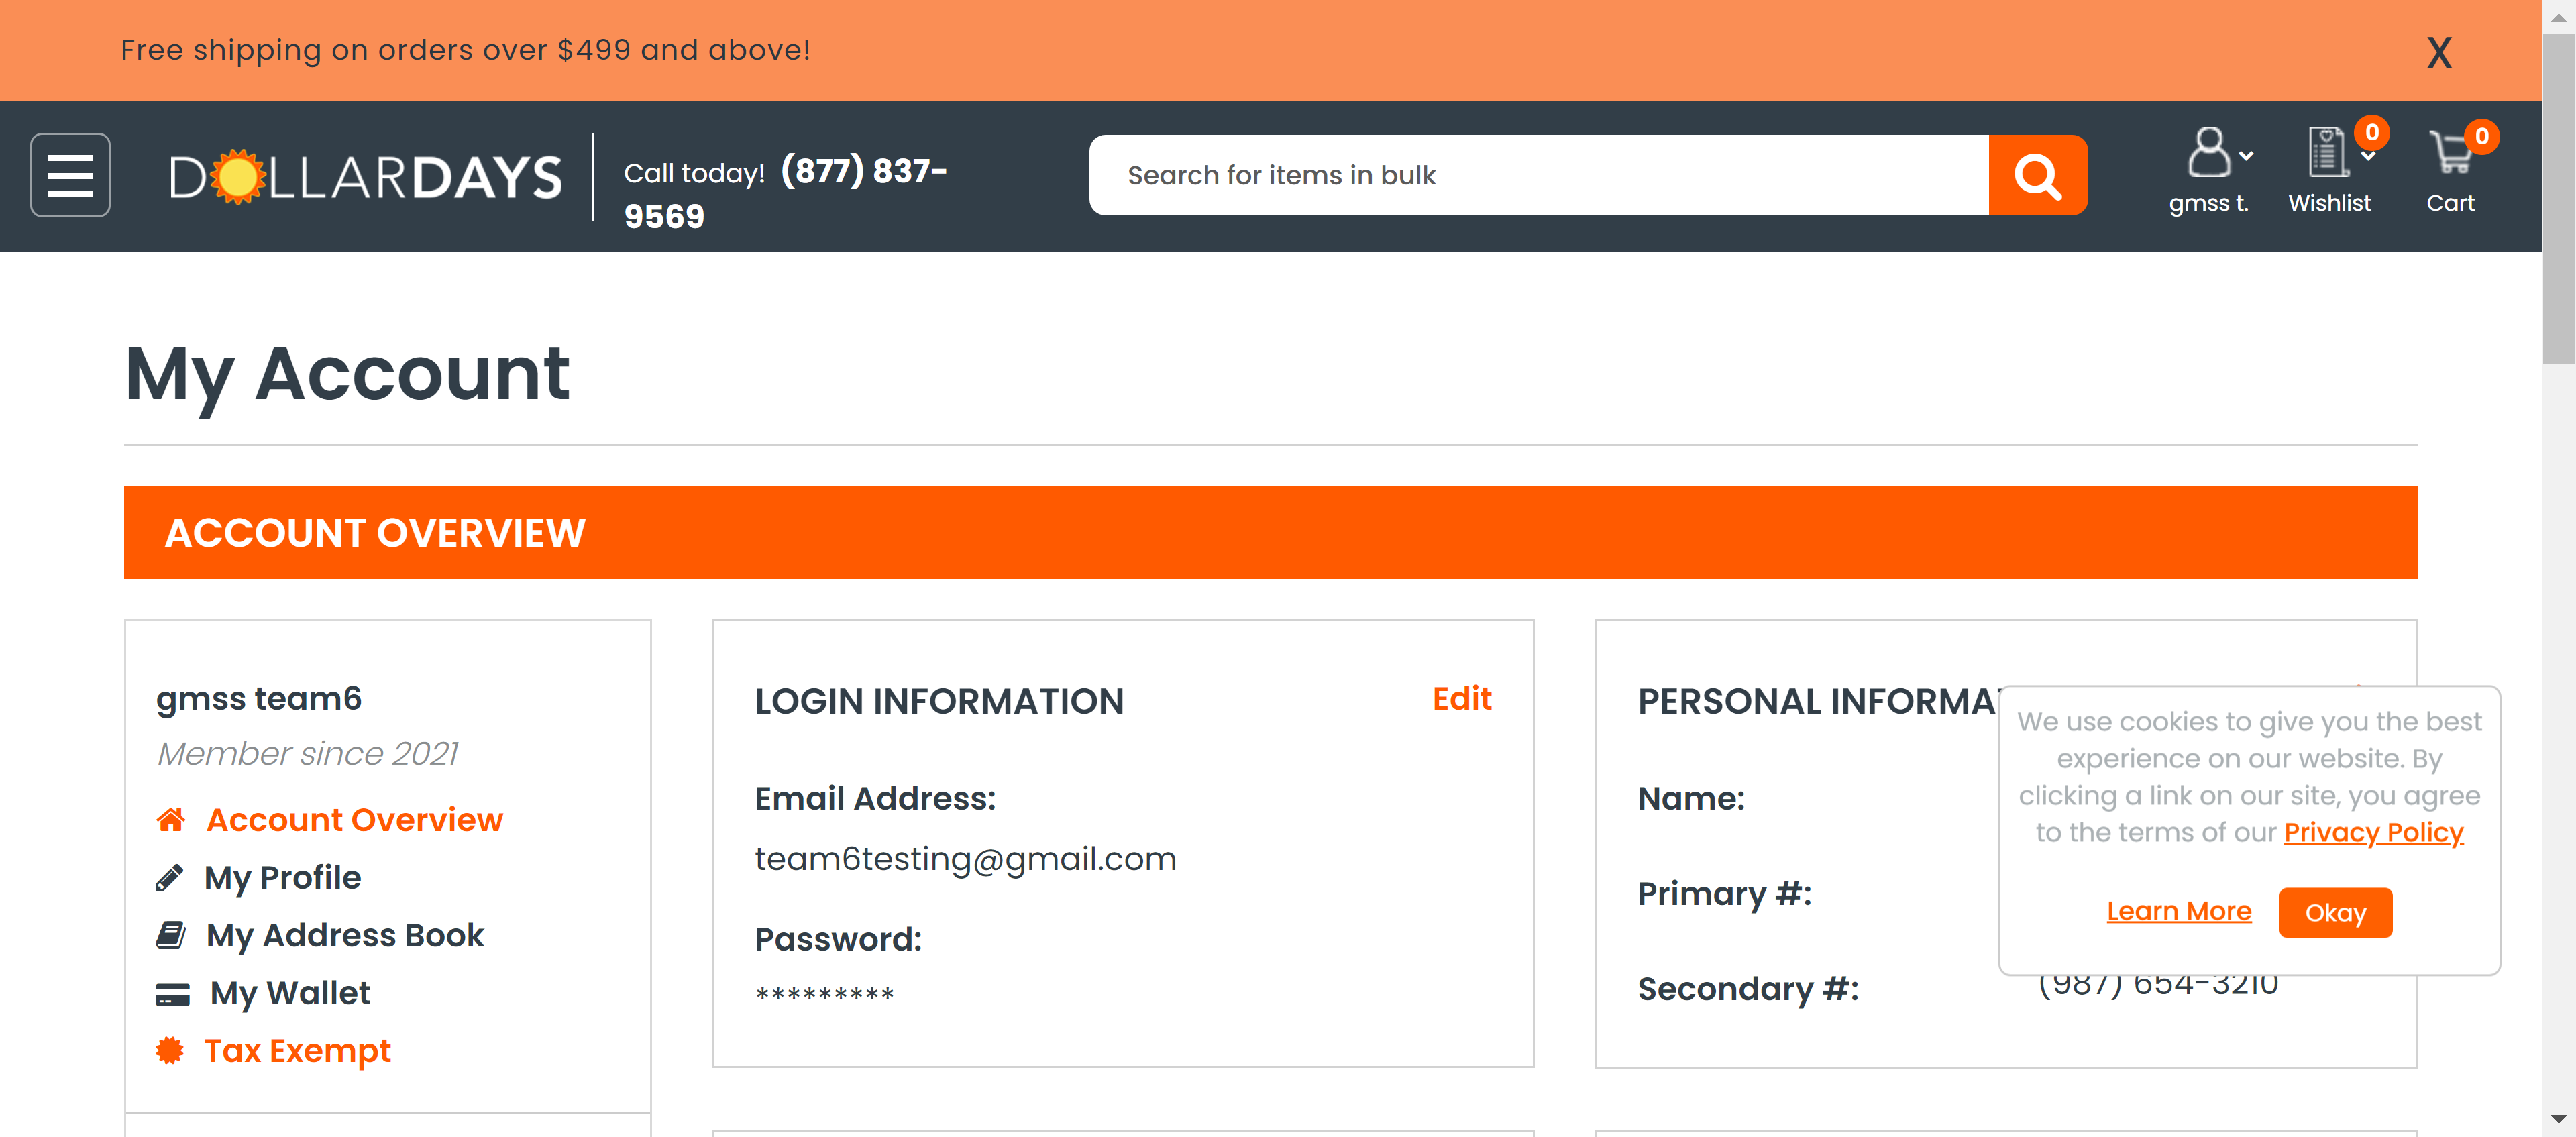 Free shipping on orders over $499 and above!
X
DOLLARDAYS
Call today! (877) 837-
9569
Search for items in bulk
gmss t.
0
Wishlist
0
Cart
My Account
ACCOUNT OVERVIEW
gmss team6
Member since 2021
Account Overview
My Profile
My Address Book
My Wallet
Tax Exempt
LOGIN INFORMATION
Edit
Email Address:
team6testing@gmail.com
Password:
*********
PERSONAL INFORMA
Name:
Primary #:
Secondary #:
(987) 654-3210
We use cookies to give you the best
experience on our website. By
clicking a link on our site, you agree
to the terms of our Privacy Policy
Learn More
Okay